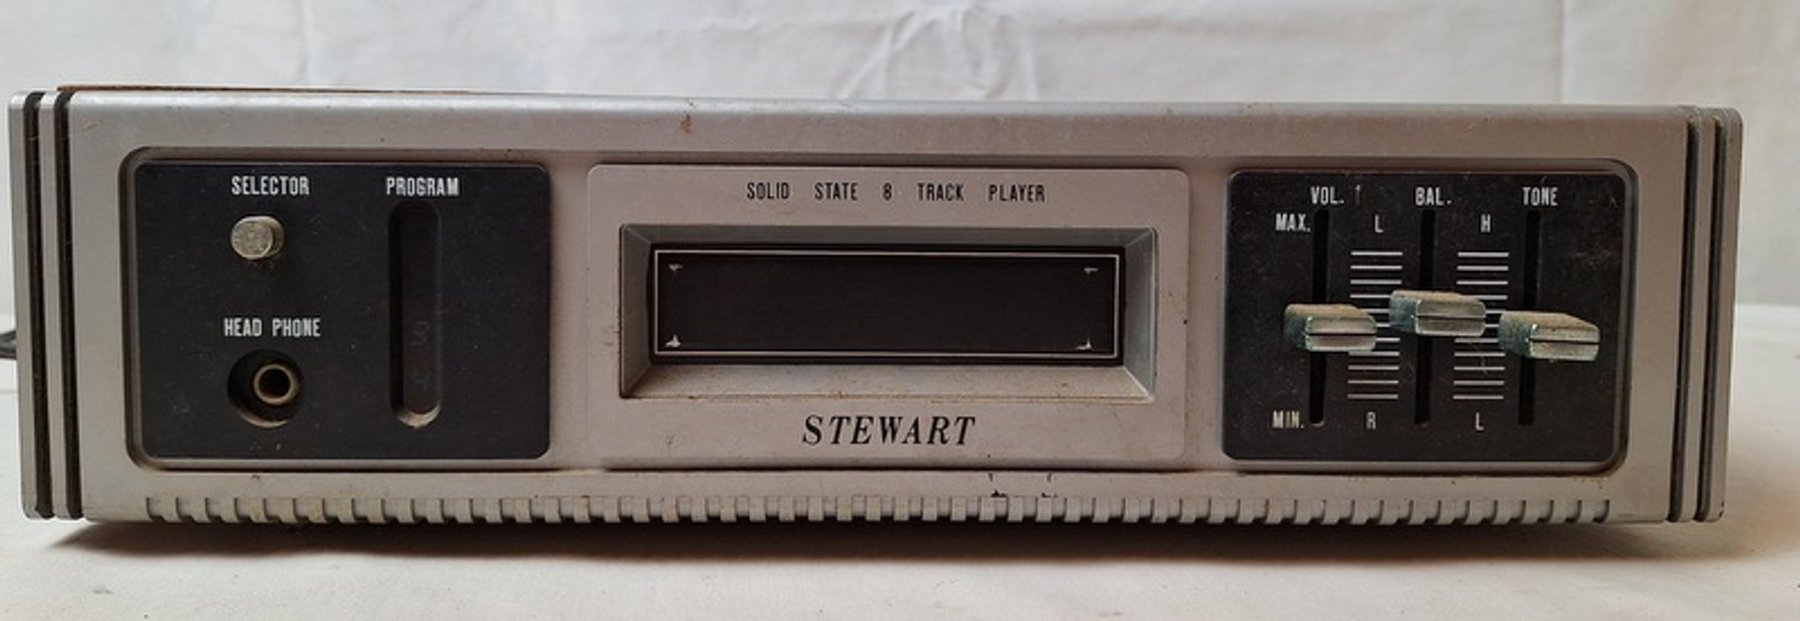 SELECTOR PROGRAM
HEAD PHONE
SOLID STATE 8 TRACK PLAYER
STEWART
VOL. BAL. TONE
MAX. L H
MIN. R L